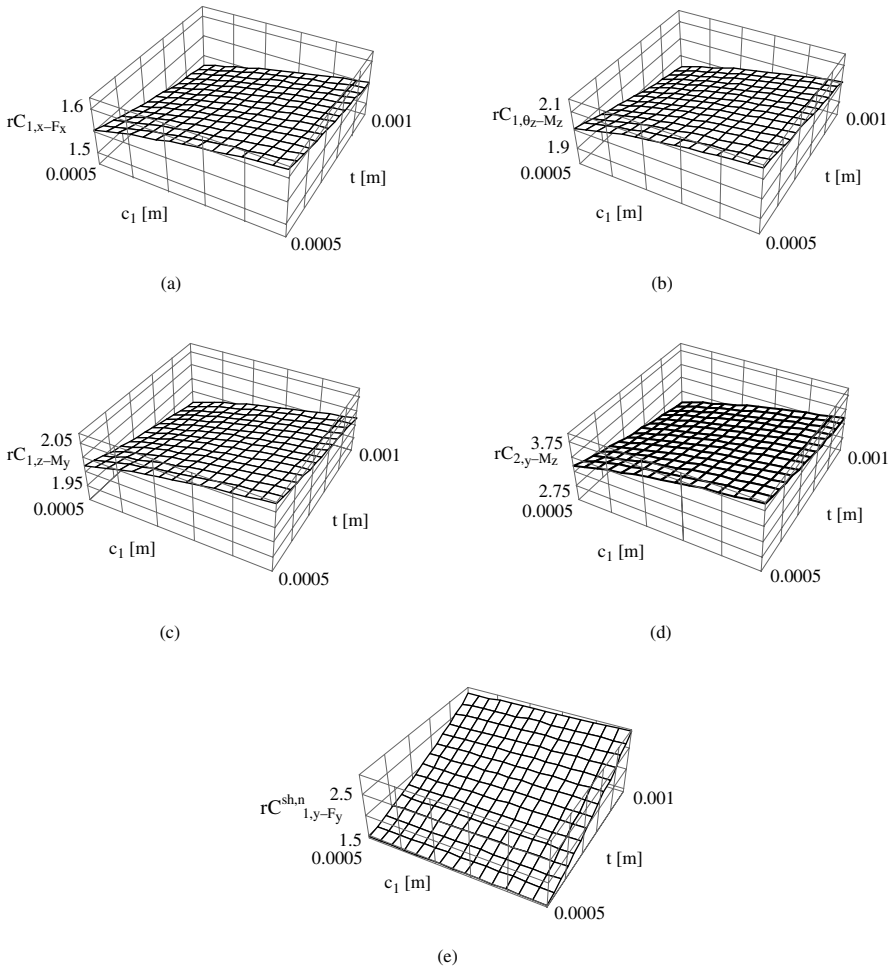 1.6
rC1,x–Fx
1.5
0.0005
c1 [m]
0.001
t [m]
0.0005
(a)
2.1
rC1,θz–Mz
1.9
0.0005
c1 [m]
0.001
t [m]
0.0005
(b)
2.05
rC1,z–My
1.95
0.0005
c1 [m]
0.001
t [m]
0.0005
(c)
3.75
rC2,y–Mz
2.75
0.0005
c1 [m]
0.001
t [m]
0.0005
(d)
2.5
rCsh,n1,y–Fy
1.5
0.0005
c1 [m]
0.001
t [m]
0.0005
(e)